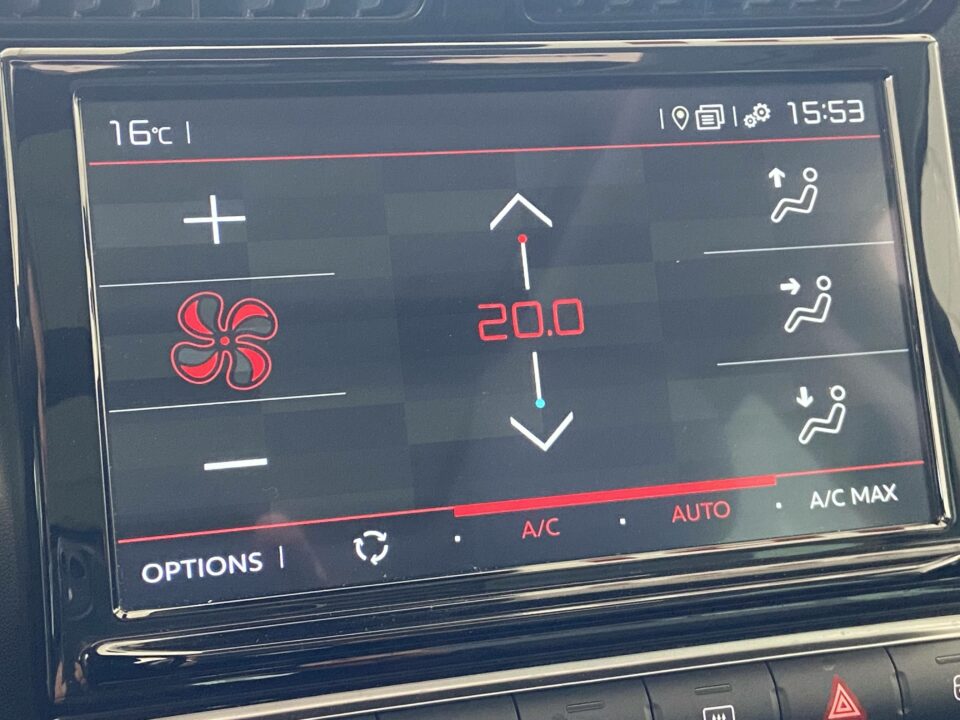 16°C
15:53
20.0
OPTIONS
A/C
AUTO
A/C MAX